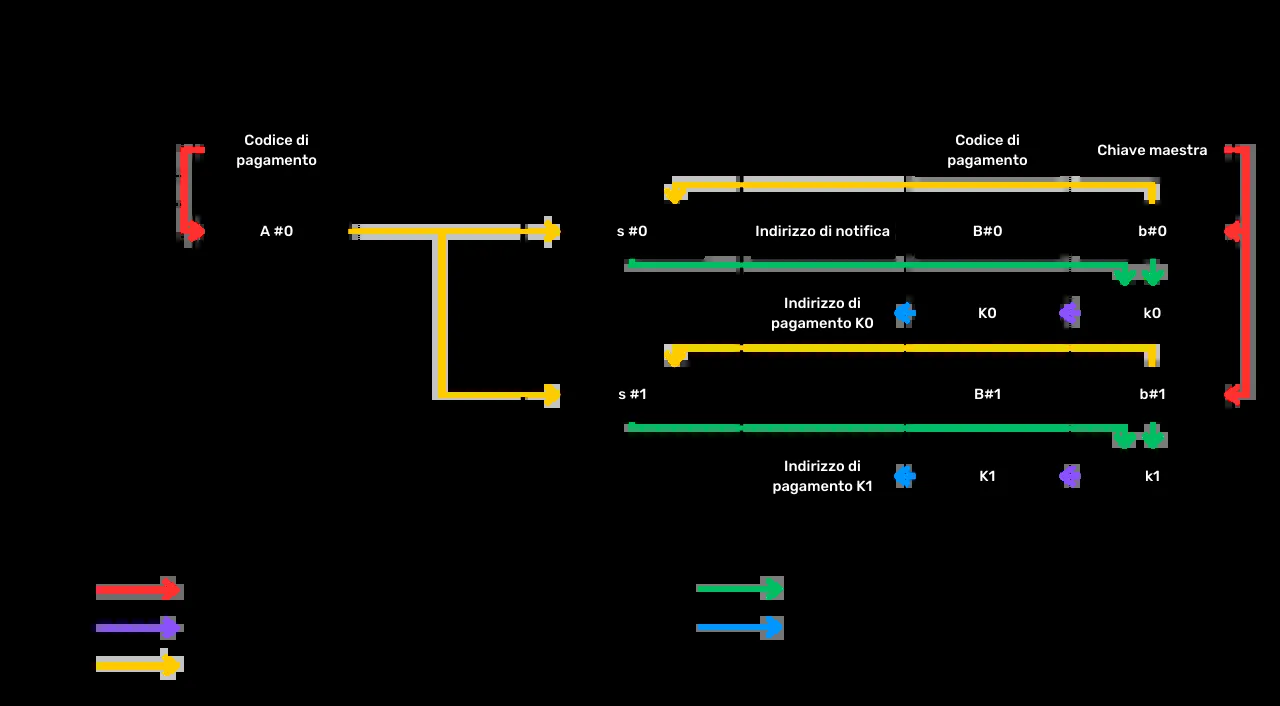 Codice di
pagamento
Codice di
pagamento
Chiave maestra
A #0
s #0
Indirizzo di notifica
B#0
b#0
Indirizzo di
pagamento K0
K0
k0
s #1
B#1
b#1
Indirizzo di
pagamento K1
K1
k1